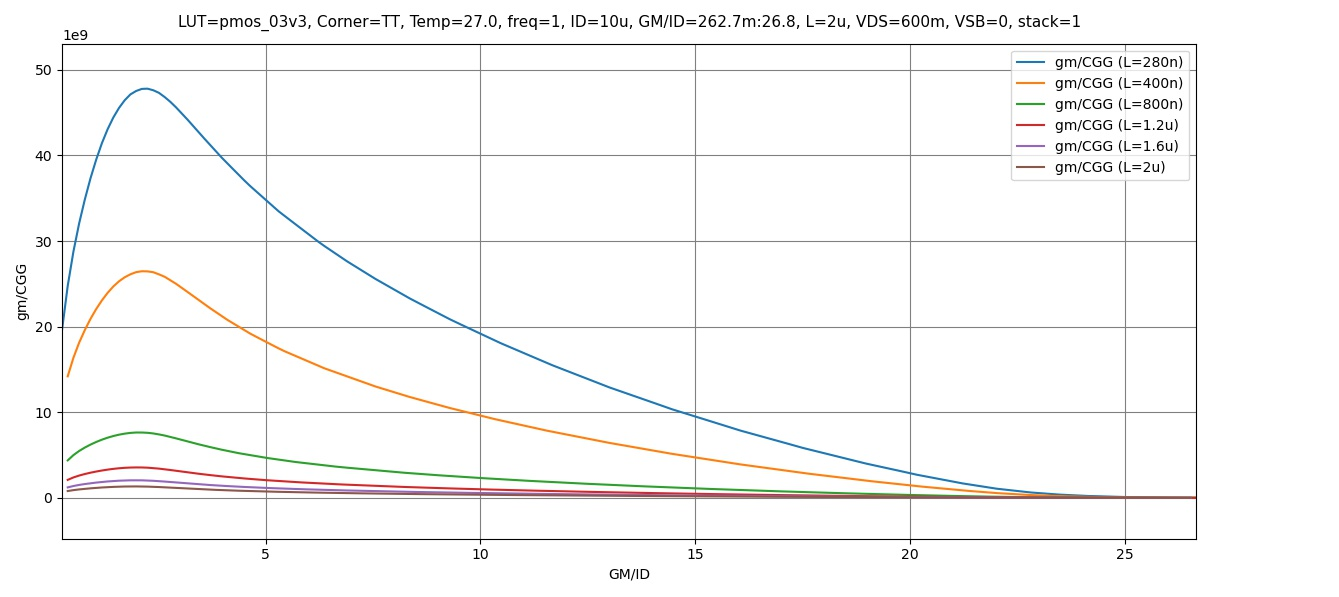 LUT=pmos_03v3, Corner=TT, Temp=27.0, freq=1, ID=10u, GM/ID=262.7m:26.8, L=2u, VDS=600m, VSB=0, stack=1
1e9
gm/CGG (L=280n)
gm/CGG (L=400n)
gm/CGG (L=800n)
gm/CGG (L=1.2u)
gm/CGG (L=1.6u)
gm/CGG (L=2u)
50
40
30
20
10
0
gm/CGG
5
10
15
20
25
GM/ID